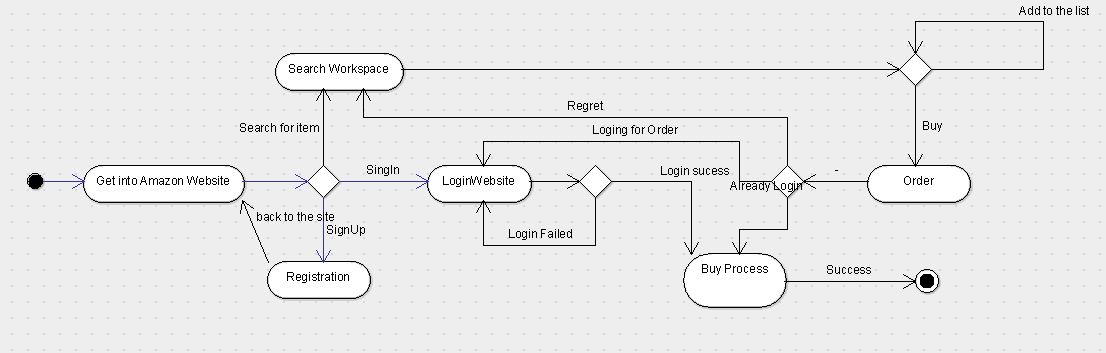 Add to the list
Search Workspace
Regret
Search for item
Loging for Order
Buy
Get into Amazon Website
SingIn
LoginWebsite
Login sucess
Already Login
-
Order
back to the site
SignUp
Login Failed
Registration
Buy Process
Success